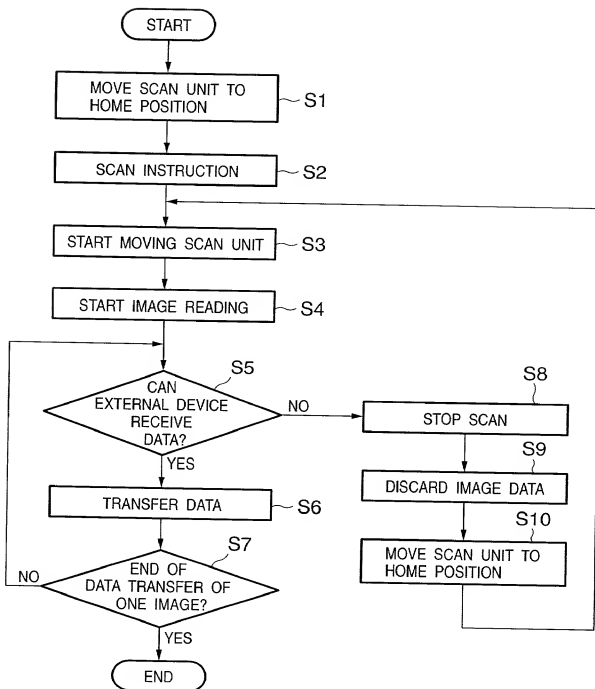 START
MOVE SCAN UNIT TO
HOME POSITION
S1
SCAN INSTRUCTION
S2
START MOVING SCAN UNIT
S3
START IMAGE READING
S4
S5
CAN
EXTERNAL DEVICE
RECEIVE
DATA?
NO
YES
TRANSFER DATA
S6
S7
END OF
DATA TRANSFER OF
ONE IMAGE?
NO
YES
END
S8
STOP SCAN
S9
DISCARD IMAGE DATA
S10
MOVE SCAN UNIT TO
HOME POSITION